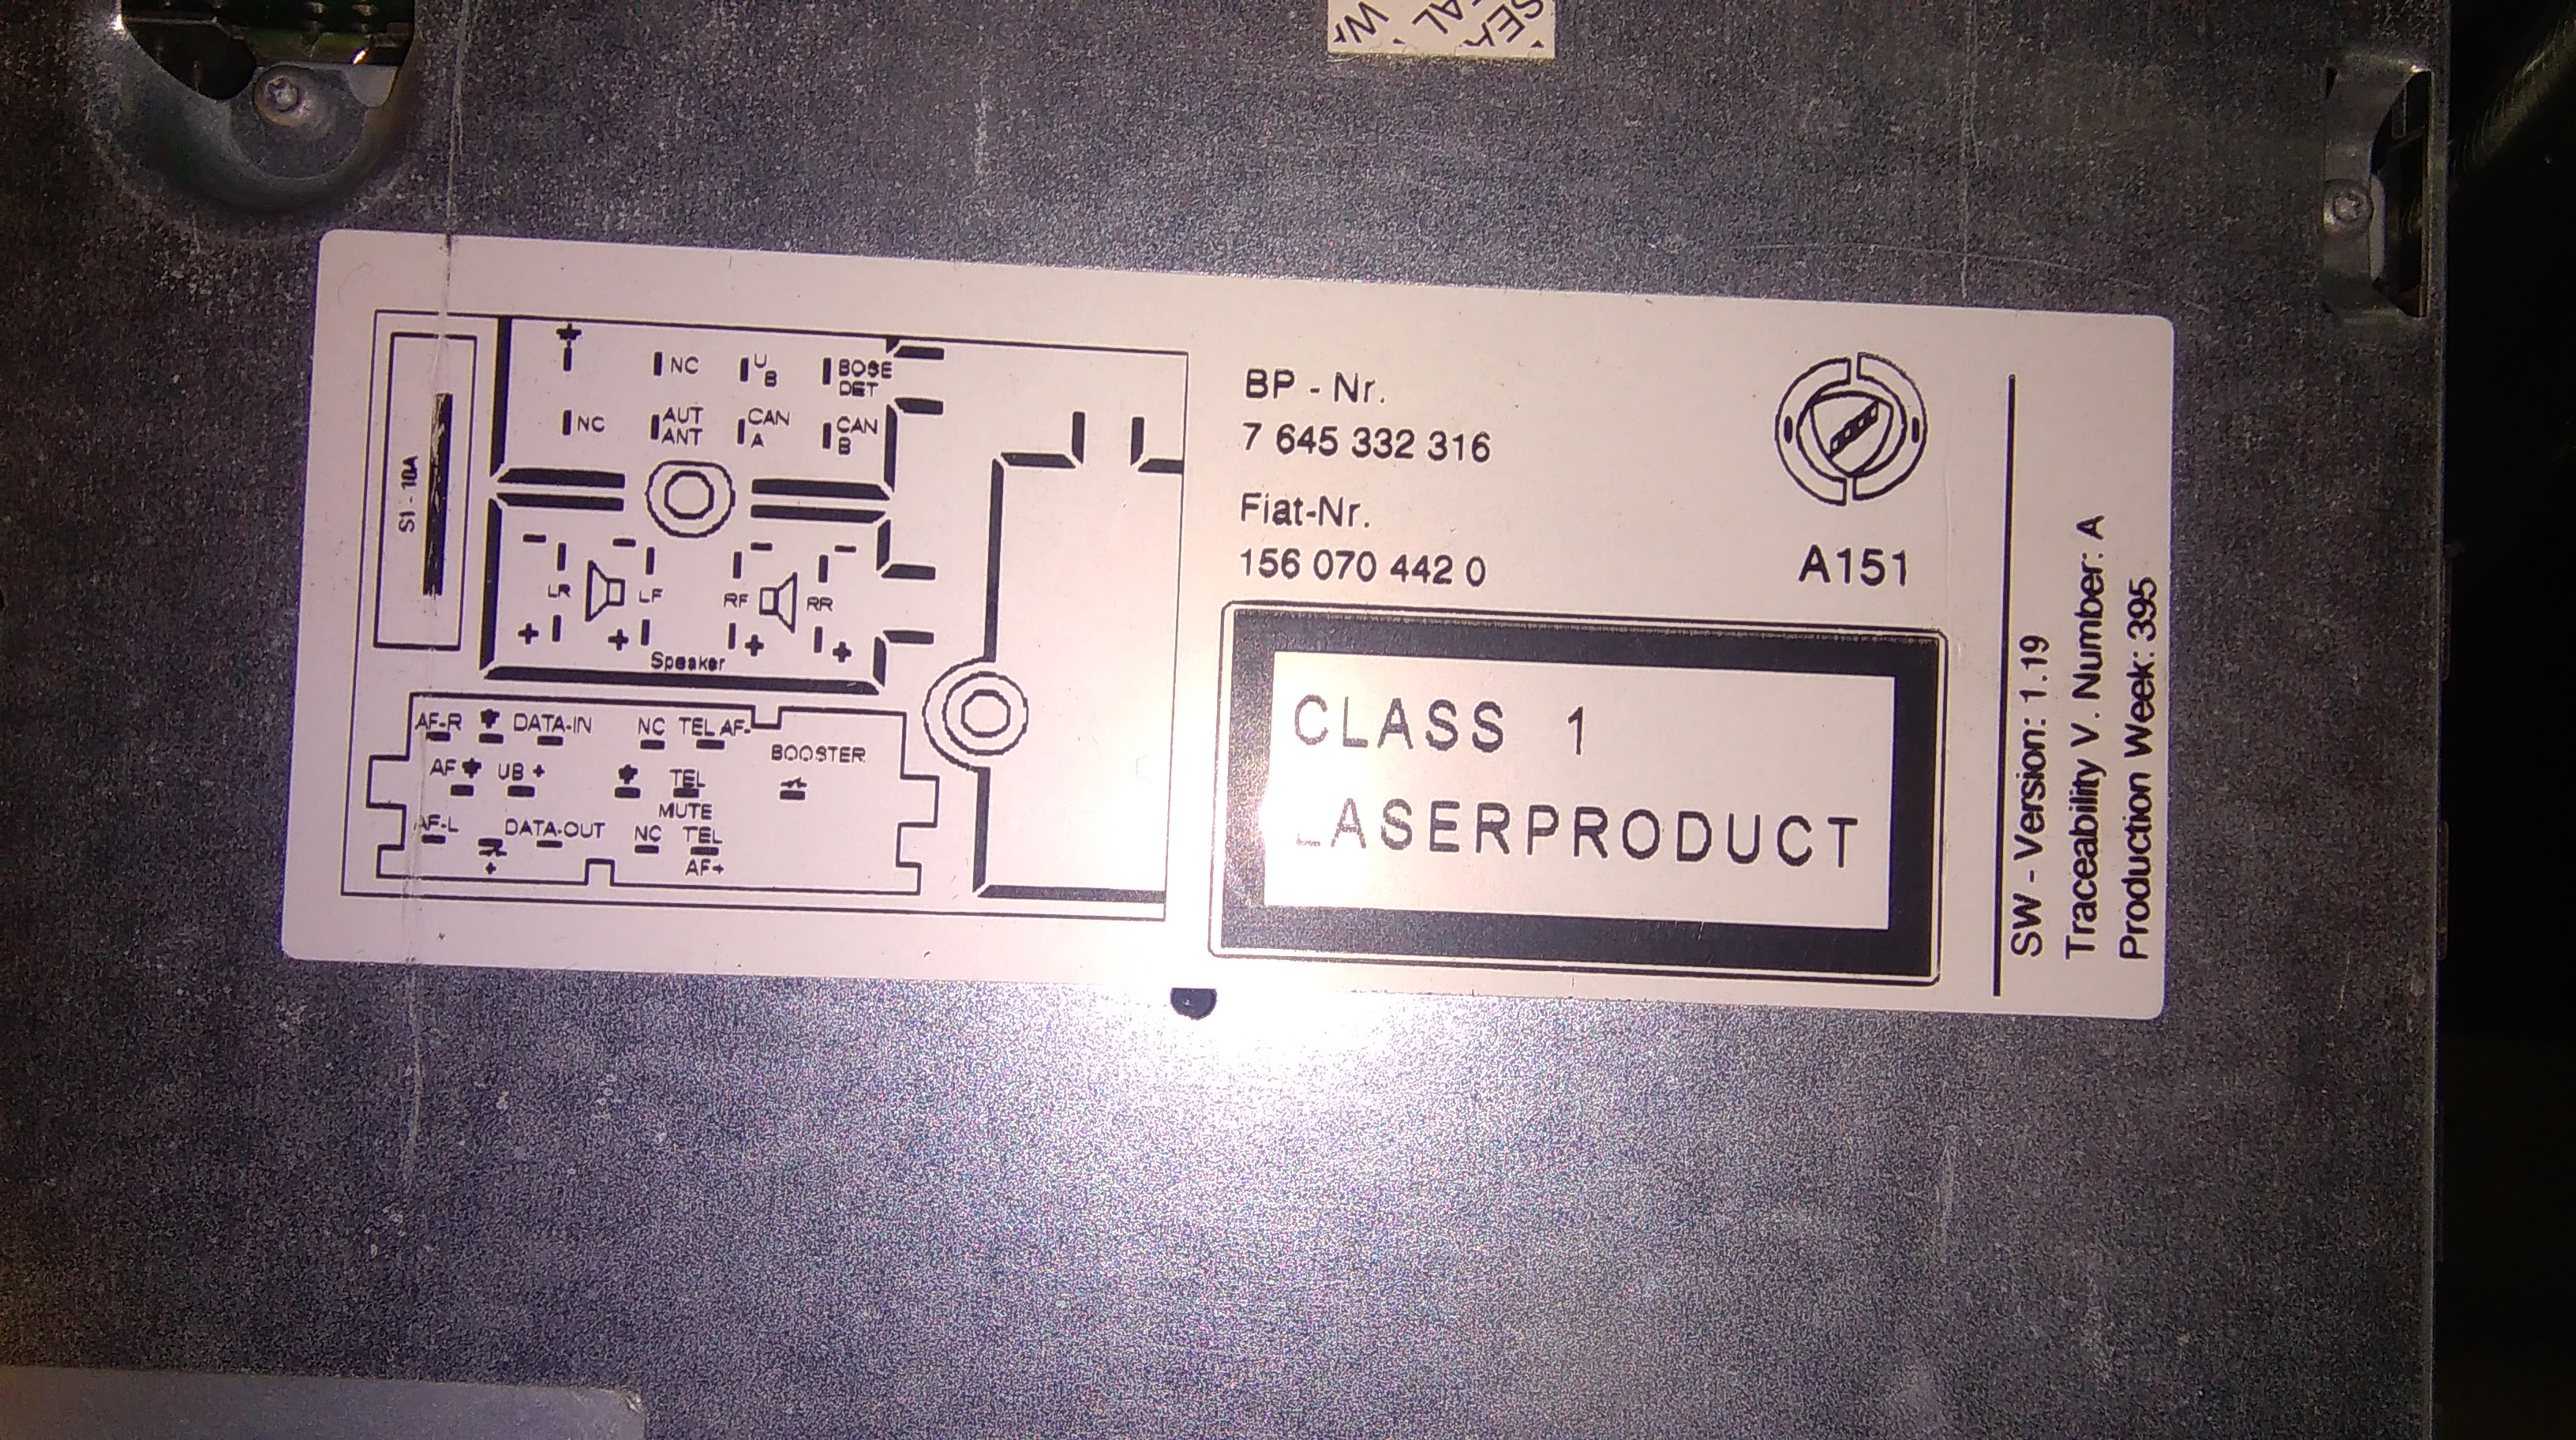 S1 - 10A
NC
U
B
BOSE
DET
NC
AUT
ANT
CAN
A
CAN
B
- - - -
LR LF RF RR
+ + + +
Speaker
AF-R DATA-IN NC TEL AF-
BOOSTER
AF UB + TEL
MUTE
AF-L DATA-OUT NC TEL
+ AF+
BP - Nr.
7 645 332 316
Fiat-Nr.
156 070 442 0
A151
CLASS 1
LASERPRODUCT
SW - Version: 1.19
Traceability V. Number: A
Production Week: 395